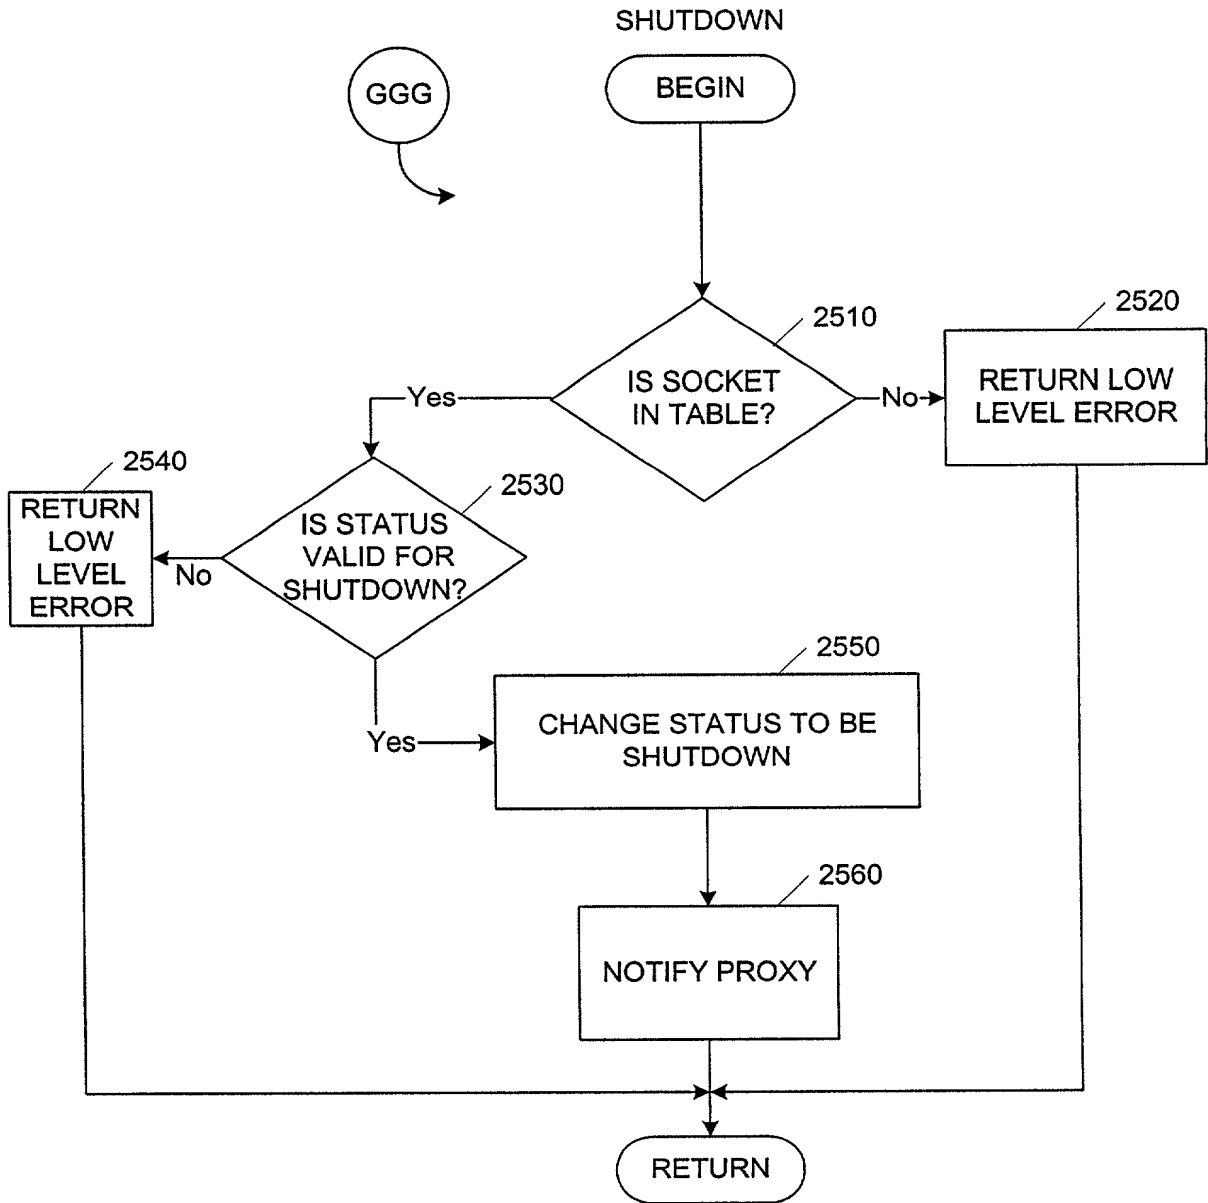 SHUTDOWN
GGG
BEGIN
2510
IS SOCKET
IN TABLE?
Yes
No
2520
RETURN LOW
LEVEL ERROR
2530
IS STATUS
VALID FOR
SHUTDOWN?
No
2540
RETURN
LOW
LEVEL
ERROR
Yes
2550
CHANGE STATUS TO BE
SHUTDOWN
2560
NOTIFY PROXY
RETURN